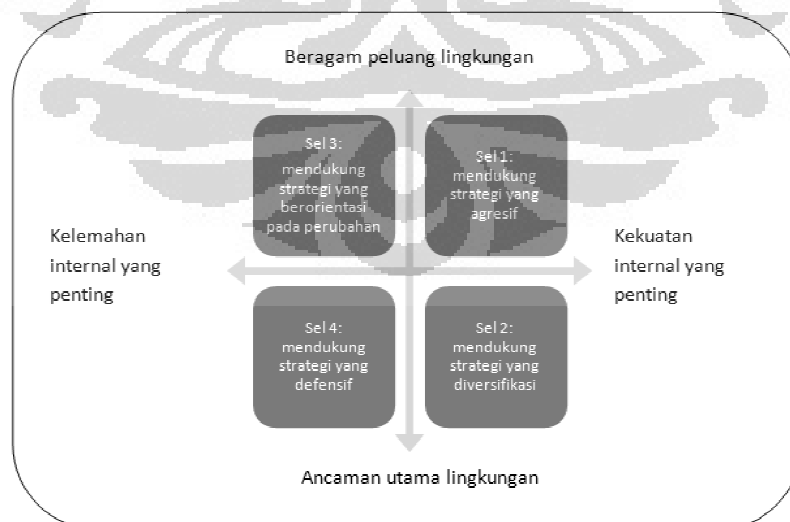 Beragam peluang lingkungan
Sel 3:
mendukung
strategi yang
berorientasi
pada perubahan
Sel 1:
mendukung
strategi yang
agresif
Kelemahan
internal yang
penting
Kekuatan
internal yang
penting
Sel 4:
mendukung
strategi yang
defensif
Sel 2:
mendukung
strategi yang
diversifikasi
Ancaman utama lingkungan